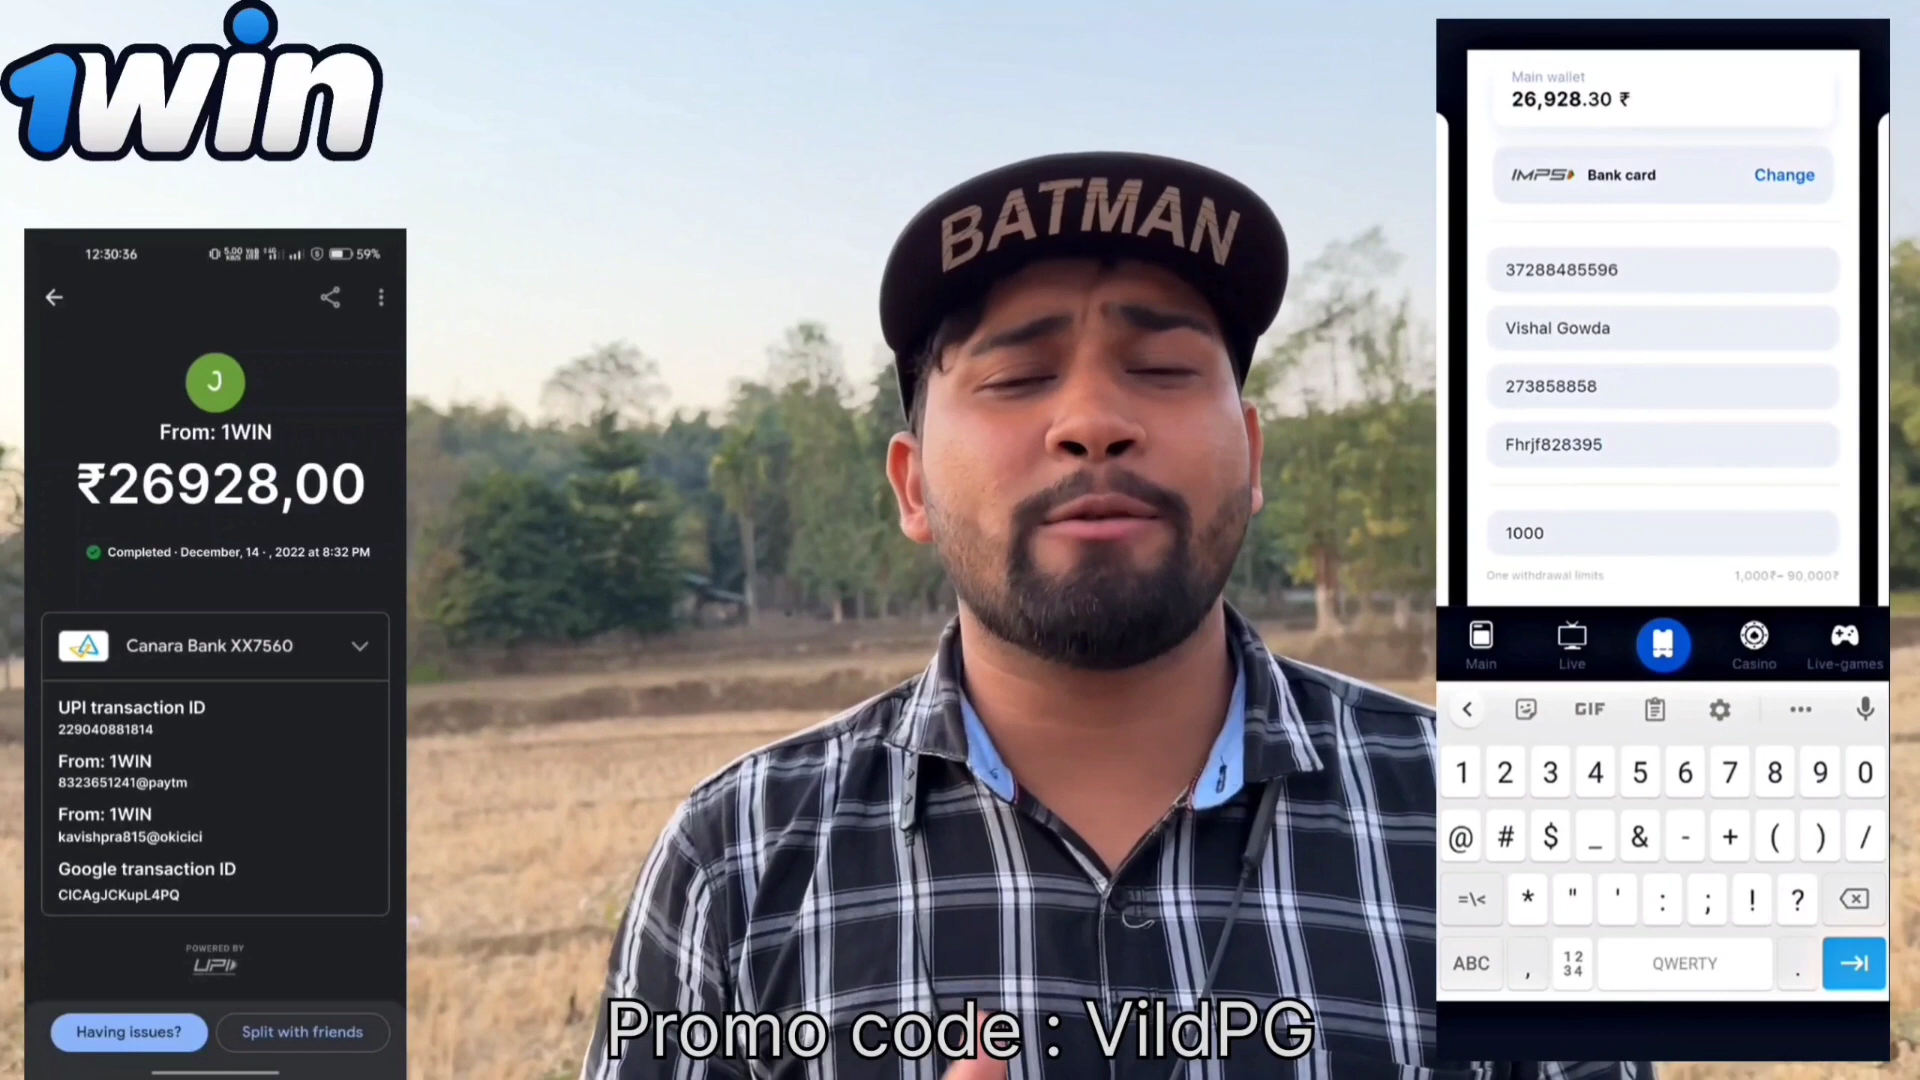 1win
BATMAN
12:30:36
5.00
59%
J
From: 1WIN
₹26928,00
Completed · December, 14 · , 2022 at 8:32 PM
Canara Bank XX7560
UPI transaction ID
229040881814
From: 1WIN
8323651241@paytm
From: 1WIN
kavishpra815@okicici
Google transaction ID
CICAgJCKupL4PQ
POWERED BY
UPI
Having issues?
Split with friends
Main wallet
26,928.30 ₹
IMPS Bank card Change
37288485596
Vishal Gowda
273858858
Fhrjf828395
1000
One withdrawal limits 1,000₹– 90,000₹
Main Live Casino Live-games
GIF
1 2 3 4 5 6 7 8 9 0
@ # $ _ & - + ( ) /
=\< * " ' : ; ! ?
ABC , 12 34 QWERTY .
Promo code : VildPG